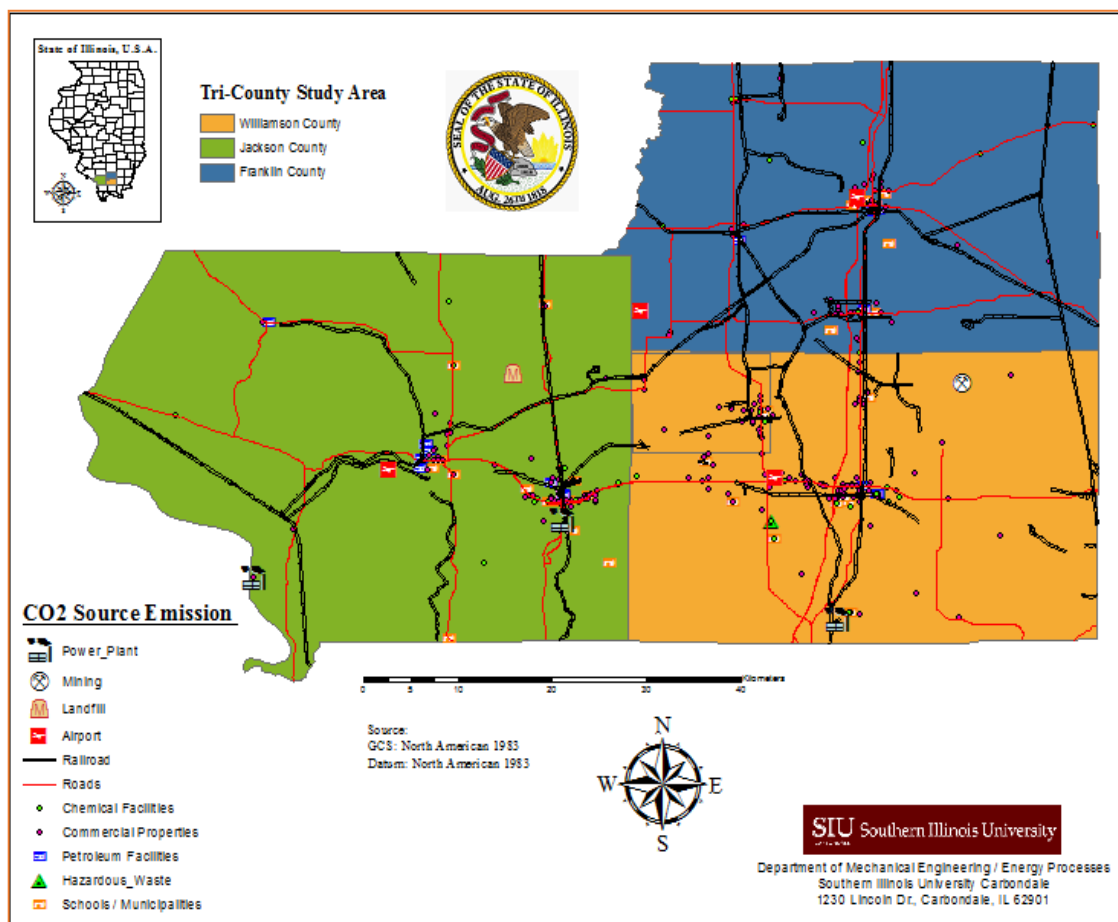 State of Illinois, U.S.A.
Tri-County Study Area
Williamson County
Jackson County
Franklin County
SEAL OF THE STATE OF ILLINOIS
AUG. 26TH 1818
CO2 Source Emission
Power_Plant
Mining
Landfill
Airport
Railroad
Roads
Chemical Facilities
Commercial Properties
Petroleum Facilities
Hazardous_Waste
Schools / Municipalities
0 5 10 20 30 40
Kilometers
Source:
GCS: North American 1983
Datum: North American 1983
N
W E
S
SIU Southern Illinois University
Department of Mechanical Engineering / Energy Processes
Southern Illinois University Carbondale
1230 Lincoln Dr., Carbondale, IL 62901